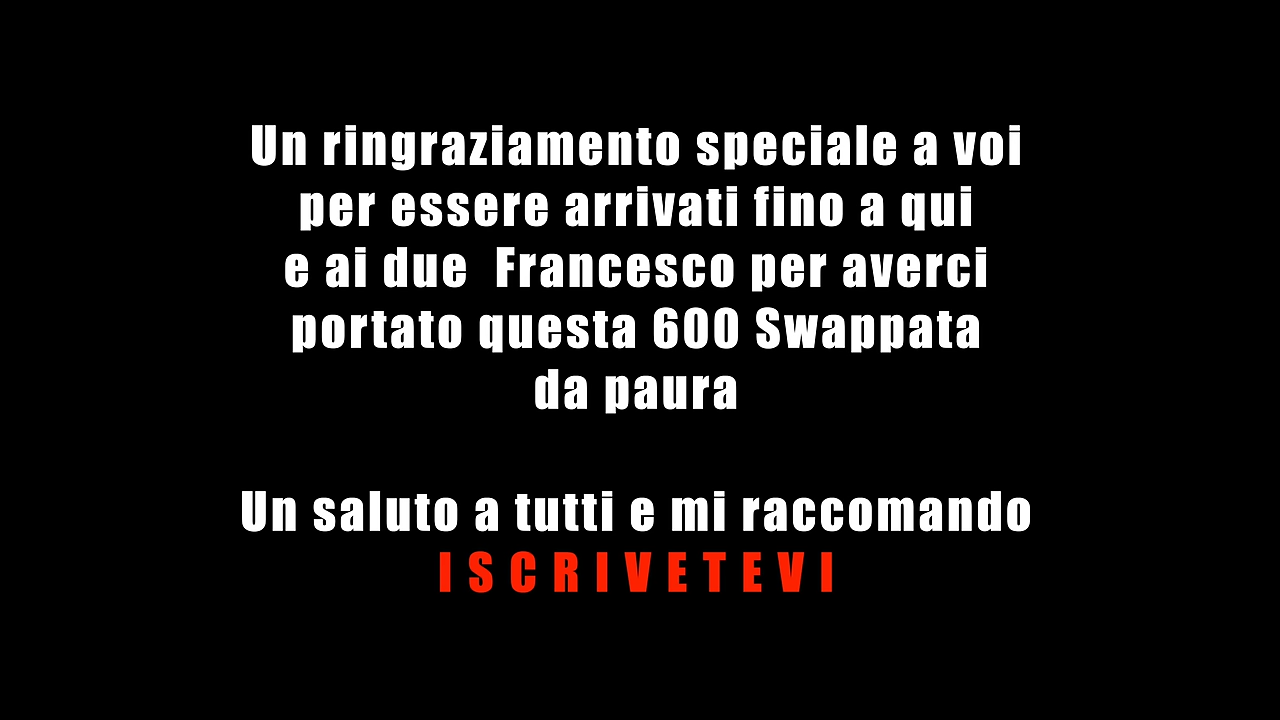 Un ringraziamento speciale a voi
per essere arrivati fino a qui
e ai due  Francesco per averci
portato questa 600 Swappata
da paura
Un saluto a tutti e mi raccomando
ISCRIVETEVI